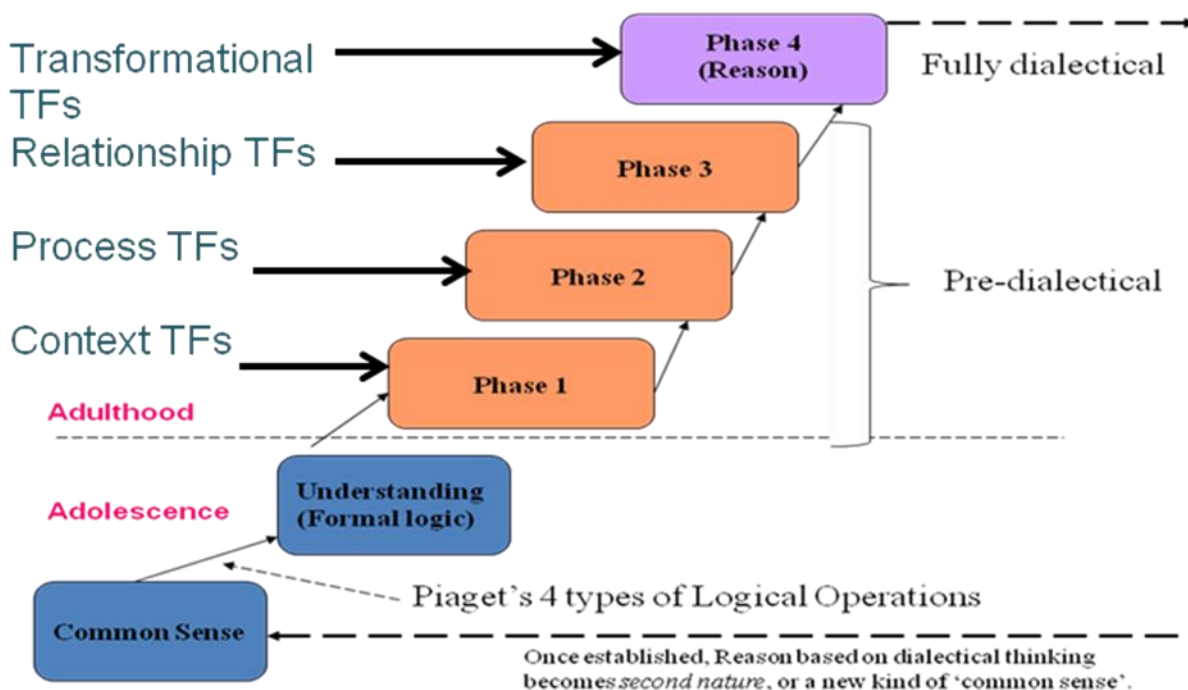 Transformational
TFs
Phase 4
(Reason)
Fully dialectical
Relationship TFs
Phase 3
Process TFs
Phase 2
Pre-dialectical
Context TFs
Phase 1
Adulthood
Understanding
(Formal logic)
Adolescence
Piaget's 4 types of Logical Operations
Common Sense
Once established, Reason based on dialectical thinking
becomes second nature, or a new kind of 'common sense'.